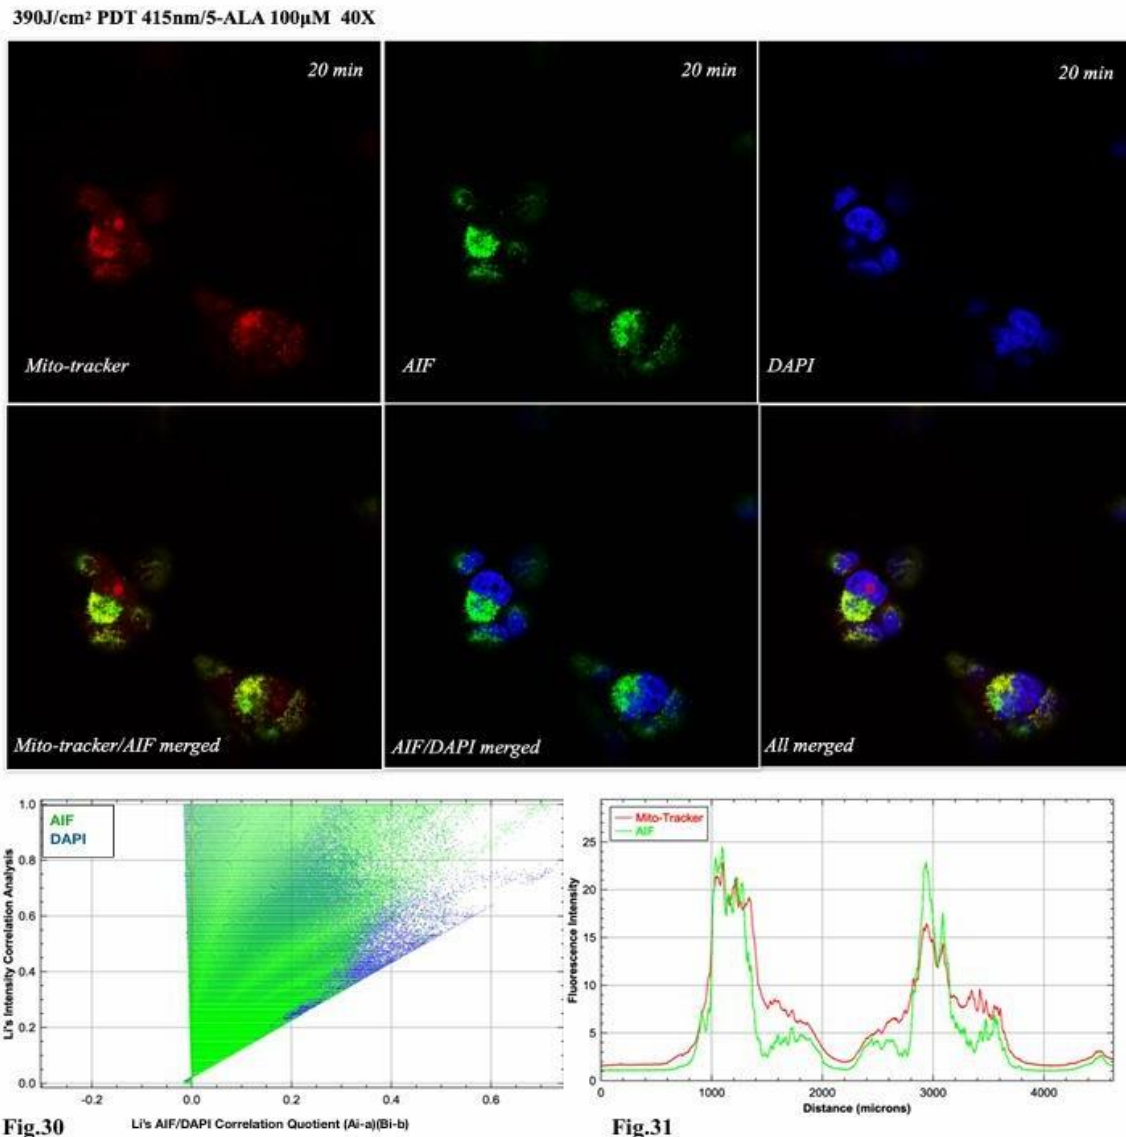 390J/cm² PDT 415nm/5-ALA 100µM 40X
20 min
20 min
20 min
Mito-tracker
AIF
DAPI
Mito-tracker/AIF merged
AIF/DAPI merged
All merged
AIF
DAPI
1.0
0.8
0.6
0.4
0.2
0.0
-0.2
0.0
0.2
0.4
0.6
Li's Intensity Correlation Analysis
Li's AIF/DAPI Correlation Quotient (Ai-a)(Bi-b)
Fig.30
Mito-Tracker
AIF
25
20
15
10
5
0
0
1000
2000
3000
4000
Fluorescence Intensity
Distance (microns)
Fig.31